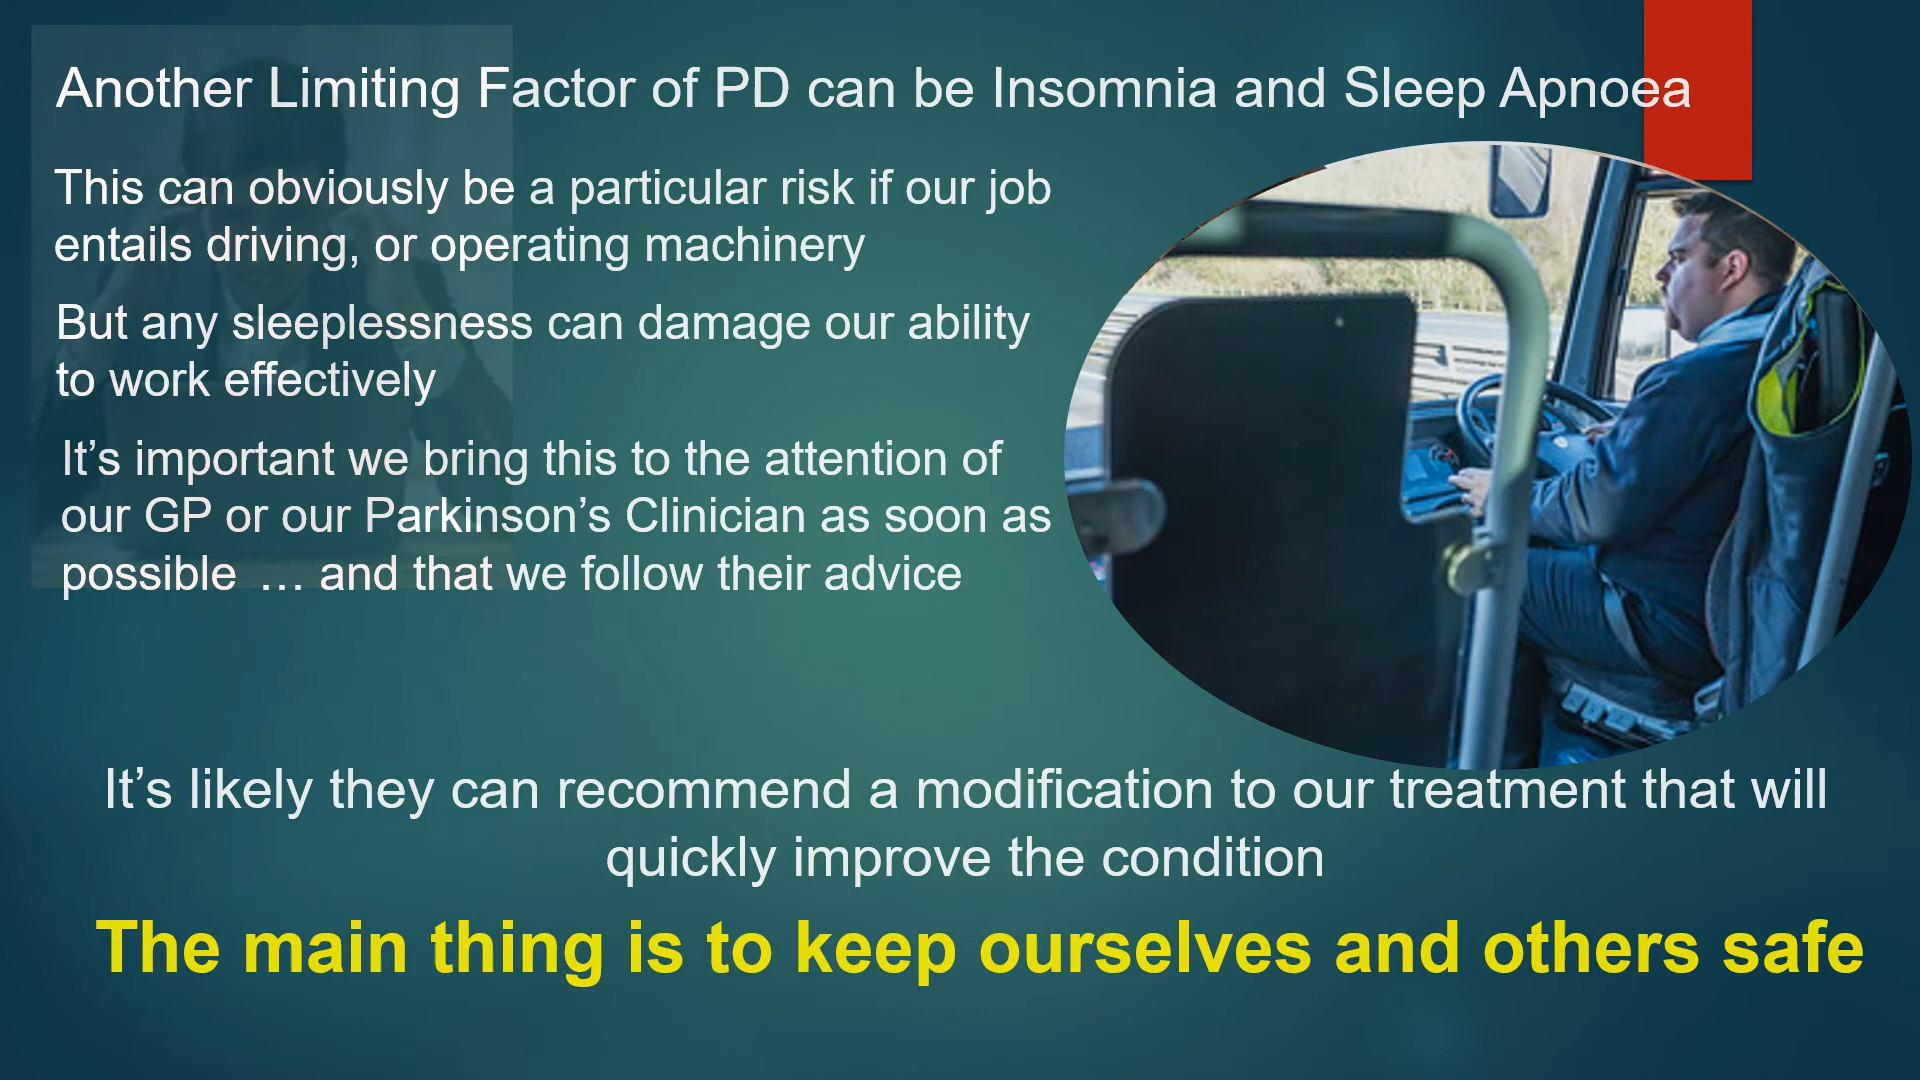 Another Limiting Factor of PD can be Insomnia and Sleep Apnoea
This can obviously be a particular risk if our job
entails driving, or operating machinery
But any sleeplessness can damage our ability
to work effectively
It’s important we bring this to the attention of
our GP or our Parkinson’s Clinician as soon as
possible … and that we follow their advice
It’s likely they can recommend a modification to our treatment that will
quickly improve the condition
The main thing is to keep ourselves and others safe